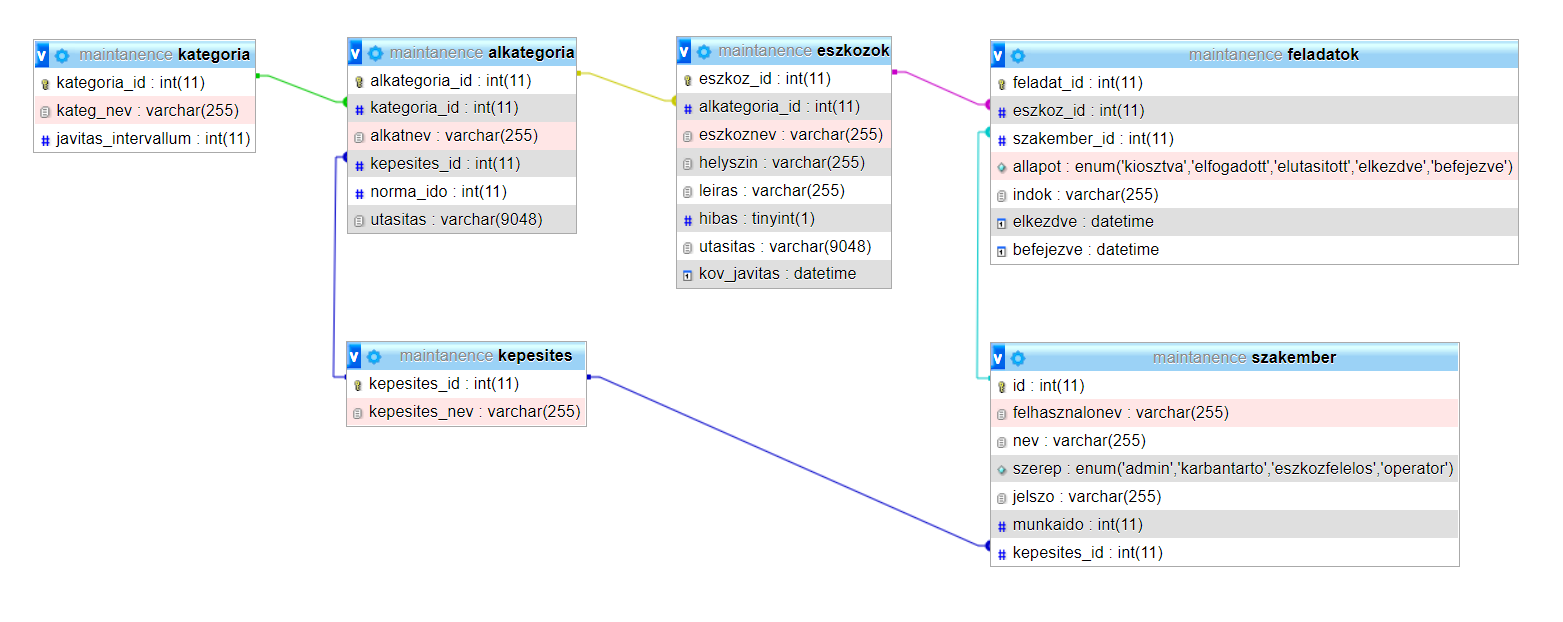 maintanence kategoria
kategoria_id : int(11)
kateg_nev : varchar(255)
javitas_intervallum : int(11)
maintanence alkategoria
alkategoria_id : int(11)
kategoria_id : int(11)
alkatnev : varchar(255)
kepesites_id : int(11)
norma_ido : int(11)
utasitas : varchar(9048)
maintanence eszkozok
eszkoz_id : int(11)
alkategoria_id : int(11)
eszkoznev : varchar(255)
helyszin : varchar(255)
leiras : varchar(255)
hibas : tinyint(1)
utasitas : varchar(9048)
kov_javitas : datetime
maintanence feladatok
feladat_id : int(11)
eszkoz_id : int(11)
szakember_id : int(11)
allapot : enum('kiosztva','elfogadott','elutasitott','elkezdve','befejezve')
indok : varchar(255)
elkezdve : datetime
befejezve : datetime
maintanence kepesites
kepesites_id : int(11)
kepesites_nev : varchar(255)
maintanence szakember
id : int(11)
felhasznalonev : varchar(255)
nev : varchar(255)
szerep : enum('admin','karbantarto','eszkozfelelos','operator')
jelszo : varchar(255)
munkaido : int(11)
kepesites_id : int(11)